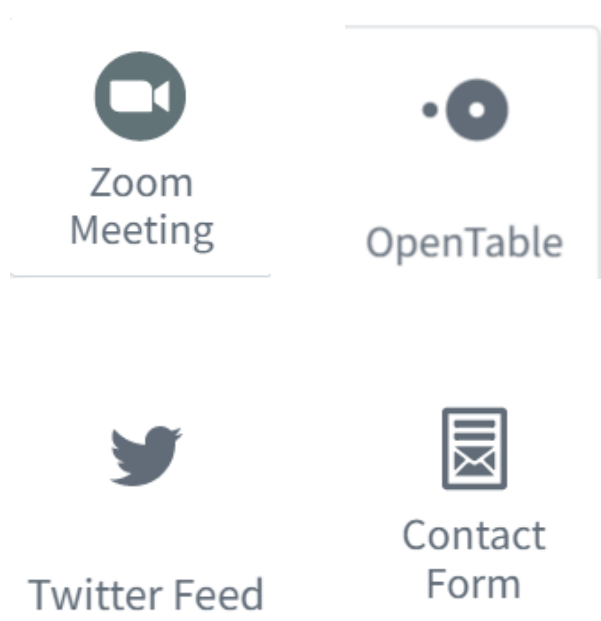 Zoom
Meeting
OpenTable
Twitter Feed
Contact
Form